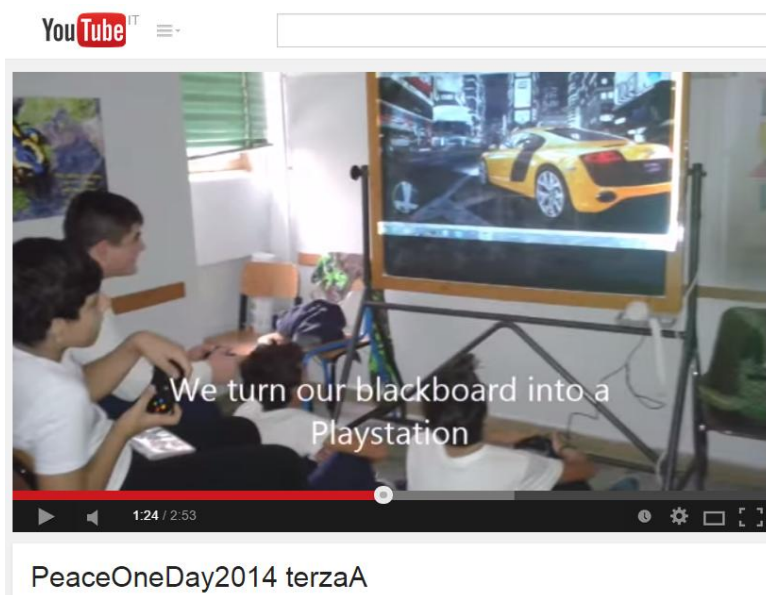 YouTube IT
We turn our blackboard into a
Playstation
1:24 / 2:53
PeaceOneDay2014 terzaA